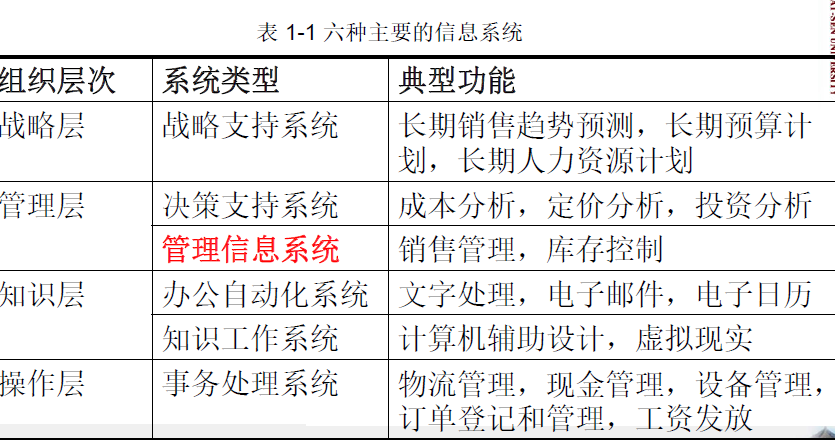 表 1-1 六种主要的信息系统
组织层次 系统类型 典型功能
战略层 战略支持系统 长期销售趋势预测，长期预算计
划，长期人力资源计划
管理层 决策支持系统 成本分析，定价分析，投资分析
管理信息系统 销售管理，库存控制
知识层 办公自动化系统 文字处理，电子邮件，电子日历
知识工作系统 计算机辅助设计，虚拟现实
操作层 事务处理系统 物流管理，现金管理，设备管理，
订单登记和管理，工资发放